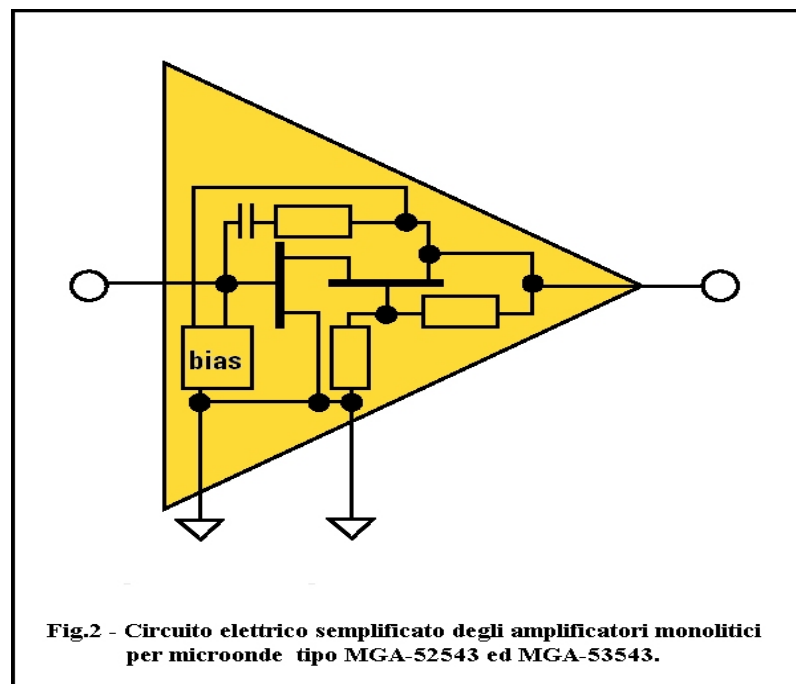 bias
Fig.2 - Circuito elettrico semplificato degli amplificatori monolitici
per microonde tipo MGA-52543 ed MGA-53543.